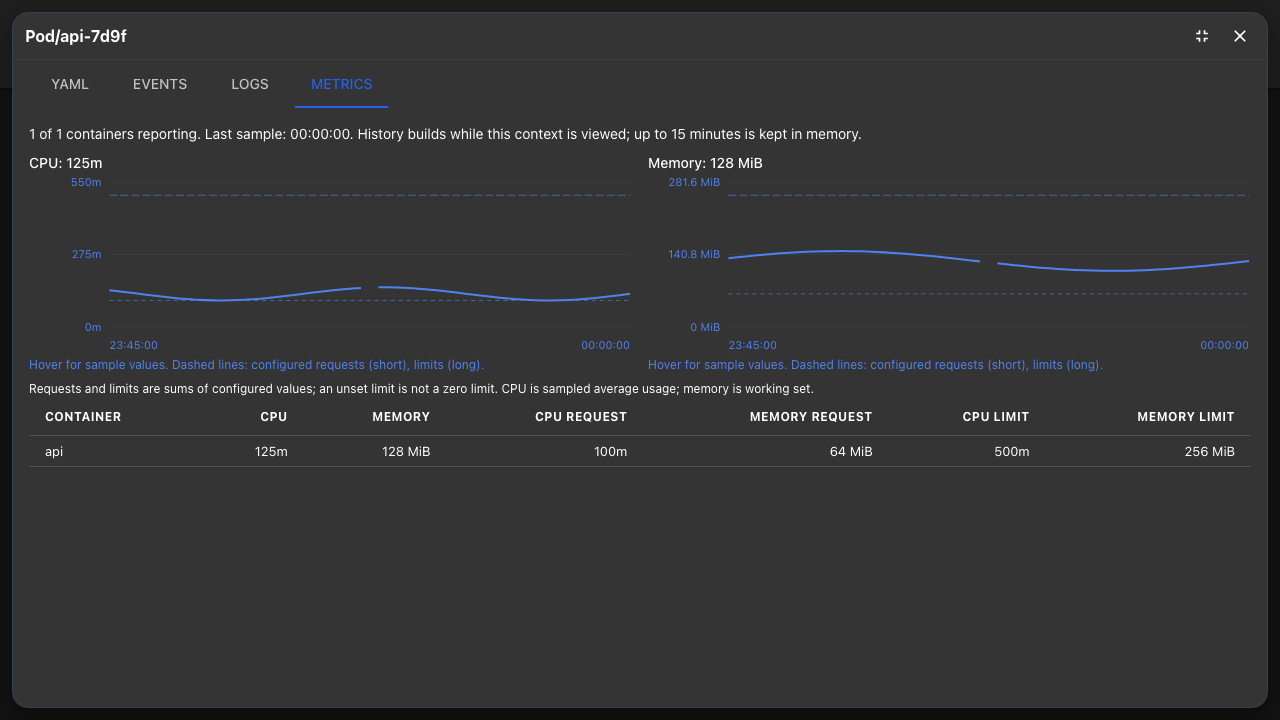 Pod/api-7d9f
YAML EVENTS LOGS METRICS
1 of 1 containers reporting. Last sample: 00:00:00. History builds while this context is viewed; up to 15 minutes is kept in memory.
CPU: 125m
550m
275m
0m
23:45:00 00:00:00
Hover for sample values. Dashed lines: configured requests (short), limits (long).
Memory: 128 MiB
281.6 MiB
140.8 MiB
0 MiB
23:45:00 00:00:00
Hover for sample values. Dashed lines: configured requests (short), limits (long).
Requests and limits are sums of configured values; an unset limit is not a zero limit. CPU is sampled average usage; memory is working set.
CONTAINER CPU MEMORY CPU REQUEST MEMORY REQUEST CPU LIMIT MEMORY LIMIT
api 125m 128 MiB 100m 64 MiB 500m 256 MiB